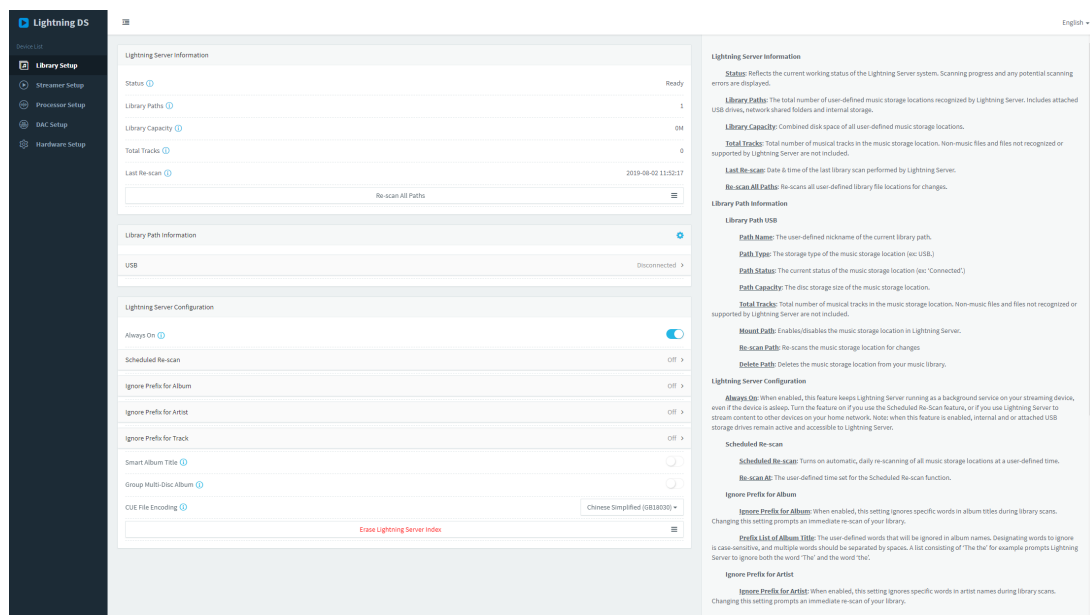 Lightning DS
English
Device List
Library Setup
Streamer Setup
Processor Setup
DAC Setup
Hardware Setup
Lightning Server Information
Status
Ready
Library Paths
1
Library Capacity
0M
Total Tracks
0
Last Re-scan
2019-08-02 11:52:17
Re-scan All Paths
Library Path Information
USB
Disconnected
Lightning Server Configuration
Always On
Scheduled Re-scan
Off
Ignore Prefix for Album
Off
Ignore Prefix for Artist
Off
Ignore Prefix for Track
Off
Smart Album Title
Group Multi-Disc Album
CUE File Encoding
Chinese Simplified (GB18030)
Erase Lightning Server Index
Lightning Server Information
Status: Reflects the current working status of the Lightning Server system. Scanning progress and any potential scanning
errors are displayed.
Library Paths: The total number of user-defined music storage locations recognized by Lightning Server. Includes attached
USB drives, network shared folders and internal storage.
Library Capacity: Combined disk space of all user-defined music storage locations.
Total Tracks: Total number of musical tracks in the music storage location. Non-music files and files not recognized or
supported by Lightning Server are not included.
Last Re-scan: Date & time of the last library scan performed by Lightning Server.
Re-scan All Paths: Re-scans all user-defined library file locations for changes.
Library Path Information
Library Path USB
Path Name: The user-defined nickname of the current library path.
Path Type: The storage type of the music storage location (ex: USB.)
Path Status: The current status of the music storage location (ex: 'Connected'.)
Path Capacity: The disc storage size of the music storage location.
Total Tracks: Total number of musical tracks in the music storage location. Non-music files and files not recognized or
supported by Lightning Server are not included.
Mount Path: Enables/disables the music storage location in Lightning Server.
Re-scan Path: Re-scans the music storage location for changes
Delete Path: Deletes the music storage location from your music library.
Lightning Server Configuration
Always On: When enabled, this feature keeps Lightning Server running as a background service on your streaming device,
even if the device is asleep. Turn the feature on if you use the Scheduled Re-Scan feature, or if you use Lightning Server to
stream content to other devices on your home network. Note: when this feature is enabled, internal and or attached USB
storage drives remain active and accessible to Lightning Server.
Scheduled Re-scan
Scheduled Re-scan: Turns on automatic, daily re-scanning of all music storage locations at a user-defined time.
Re-scan At: The user-defined time set for the Scheduled Re-scan function.
Ignore Prefix for Album
Ignore Prefix for Album: When enabled, this setting ignores specific words in album titles during library scans.
Changing this setting prompts an immediate re-scan of your library.
Prefix List of Album Title: The user-defined words that will be ignored in album names. Designating words to ignore
is case-sensitive, and multiple words should be separated by spaces. A list consisting of 'The the' for example prompts Lightning
Server to ignore both the word 'The' and the word 'the'.
Ignore Prefix for Artist
Ignore Prefix for Artist: When enabled, this setting ignores specific words in artist names during library scans.
Changing this setting prompts an immediate re-scan of your library.